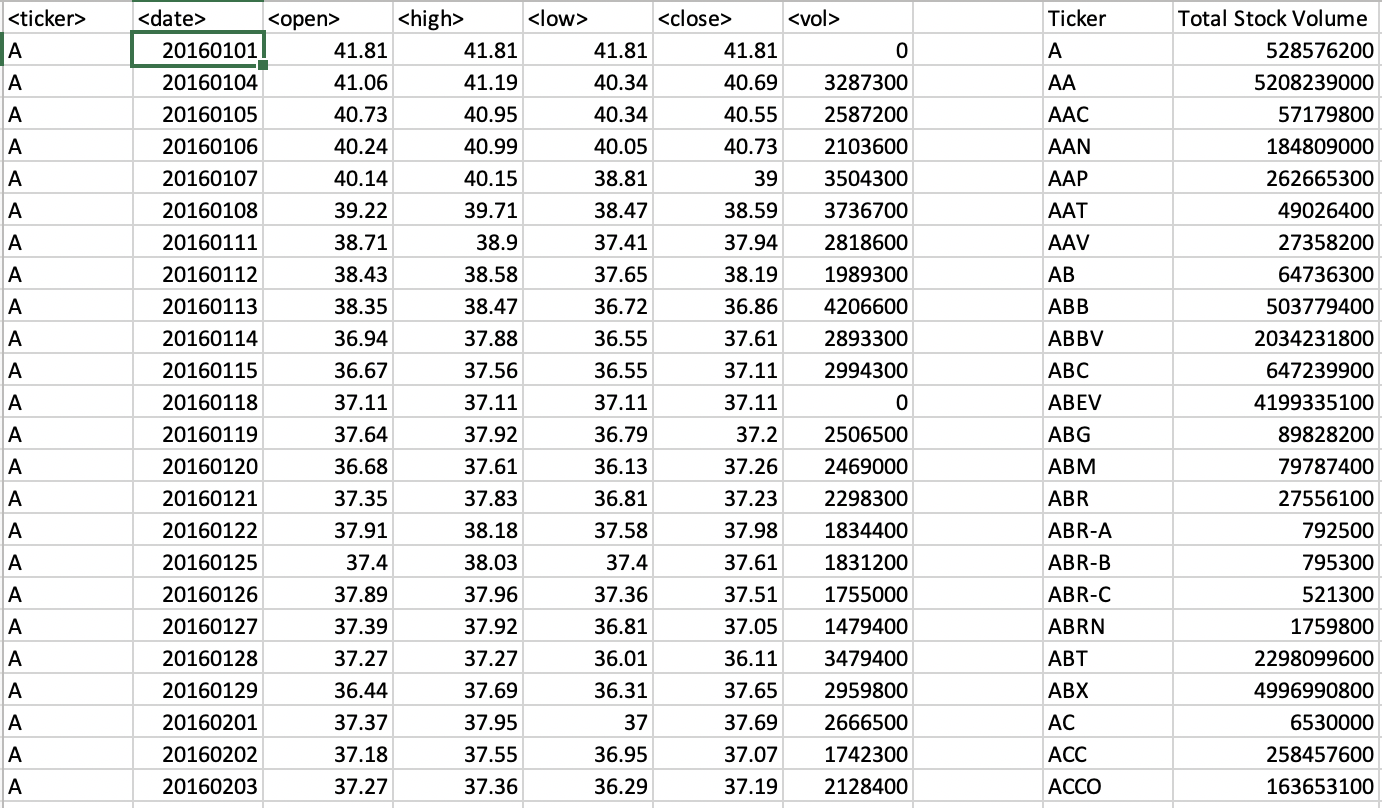 <ticker> <date> <open> <high> <low> <close> <vol> Ticker Total Stock Volume
A 20160101 41.81 41.81 41.81 41.81 0 A 528576200
A 20160104 41.06 41.19 40.34 40.69 3287300 AA 5208239000
A 20160105 40.73 40.95 40.34 40.55 2587200 AAC 57179800
A 20160106 40.24 40.99 40.05 40.73 2103600 AAN 184809000
A 20160107 40.14 40.15 38.81 39 3504300 AAP 262665300
A 20160108 39.22 39.71 38.47 38.59 3736700 AAT 49026400
A 20160111 38.71 38.9 37.41 37.94 2818600 AAV 27358200
A 20160112 38.43 38.58 37.65 38.19 1989300 AB 64736300
A 20160113 38.35 38.47 36.72 36.86 4206600 ABB 503779400
A 20160114 36.94 37.88 36.55 37.61 2893300 ABBV 2034231800
A 20160115 36.67 37.56 36.55 37.11 2994300 ABC 647239900
A 20160118 37.11 37.11 37.11 37.11 0 ABEV 4199335100
A 20160119 37.64 37.92 36.79 37.2 2506500 ABG 89828200
A 20160120 36.68 37.61 36.13 37.26 2469000 ABM 79787400
A 20160121 37.35 37.83 36.81 37.23 2298300 ABR 27556100
A 20160122 37.91 38.18 37.58 37.98 1834400 ABR-A 792500
A 20160125 37.4 38.03 37.4 37.61 1831200 ABR-B 795300
A 20160126 37.89 37.96 37.36 37.51 1755000 ABR-C 521300
A 20160127 37.39 37.92 36.81 37.05 1479400 ABRN 1759800
A 20160128 37.27 37.27 36.01 36.11 3479400 ABT 2298099600
A 20160129 36.44 37.69 36.31 37.65 2959800 ABX 4996990800
A 20160201 37.37 37.95 37 37.69 2666500 AC 6530000
A 20160202 37.18 37.55 36.95 37.07 1742300 ACC 258457600
A 20160203 37.27 37.36 36.29 37.19 2128400 ACCO 163653100